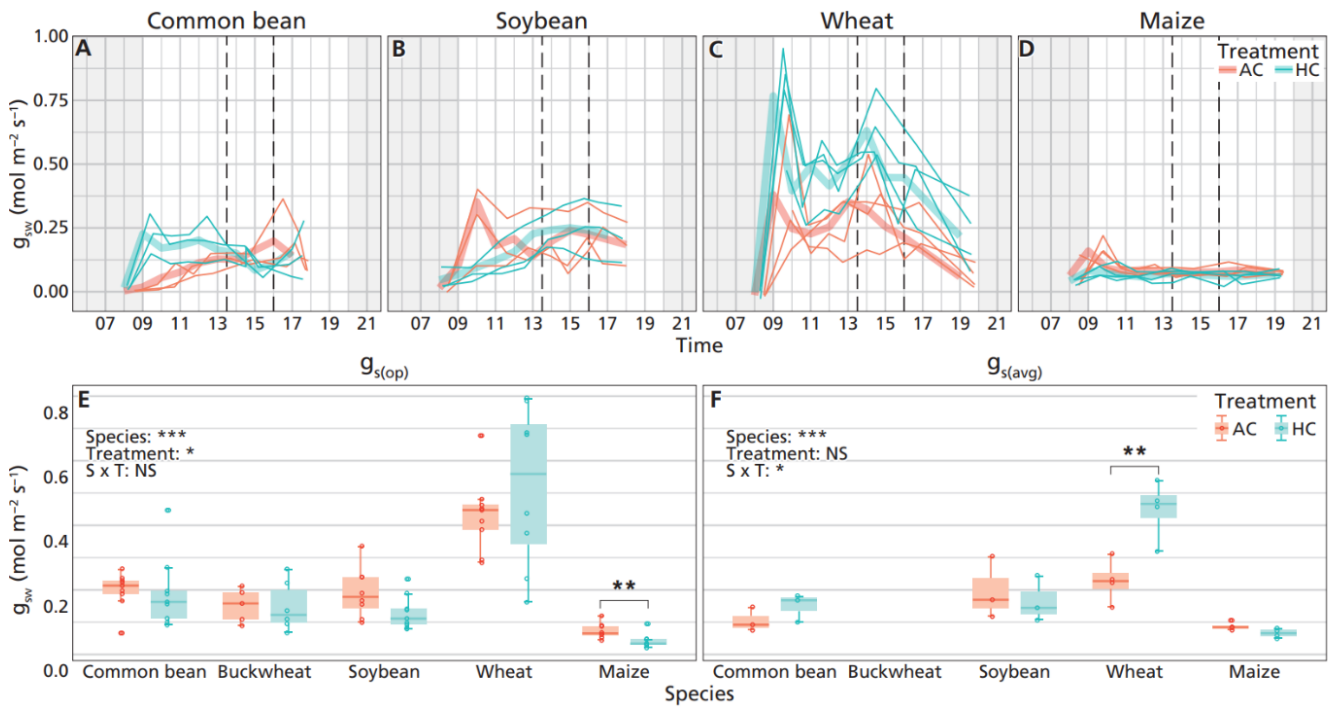 Common bean Soybean Wheat Maize
A B C D
Treatment
AC HC
g_sw (mol m⁻² s⁻¹)
1.00
0.75
0.50
0.25
0.00
07 09 11 13 15 17 19 21 07 09 11 13 15 17 19 21 07 09 11 13 15 17 19 21 07 09 11 13 15 17 19 21
Time
g_s(op) g_s(avg)
E F
Species: ***
Treatment: *
S x T: NS
**
Species: ***
Treatment: NS
S x T: *
**
Treatment
AC HC
g_sw (mol m⁻² s⁻¹)
0.8
0.6
0.4
0.2
0.0
Common bean Buckwheat Soybean Wheat Maize Common bean Buckwheat Soybean Wheat Maize
Species